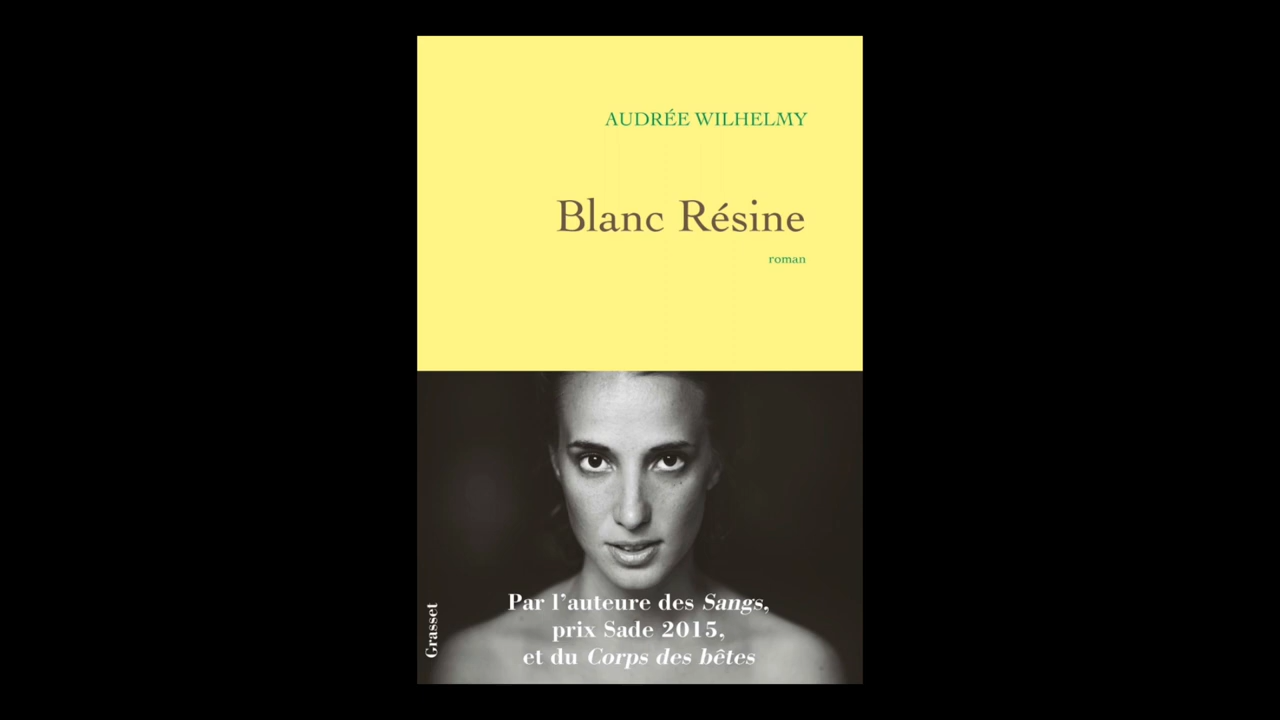 AUDRÉE WILHELMY
Blanc Résine
roman
Par l’auteure des Sangs,
prix Sade 2015,
et du Corps des bêtes
Grasset